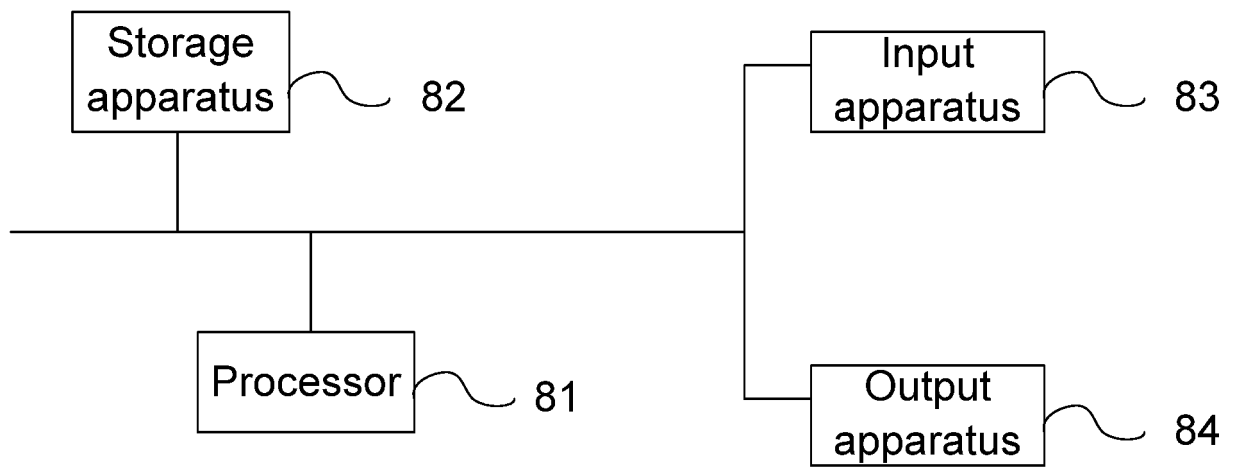 Storage
apparatus
82
Input
apparatus
83
Processor
81
Output
apparatus
84